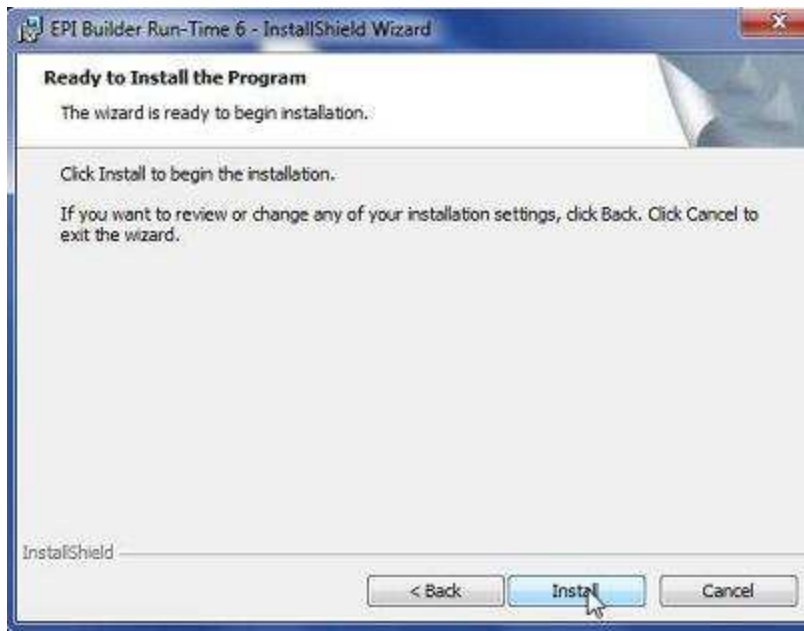 EPI Builder Run-Time 6 - InstallShield Wizard
Ready to Install the Program
The wizard is ready to begin installation.
Click Install to begin the installation.
If you want to review or change any of your installation settings, click Back. Click Cancel to
exit the wizard.
InstallShield
< Back Install Cancel